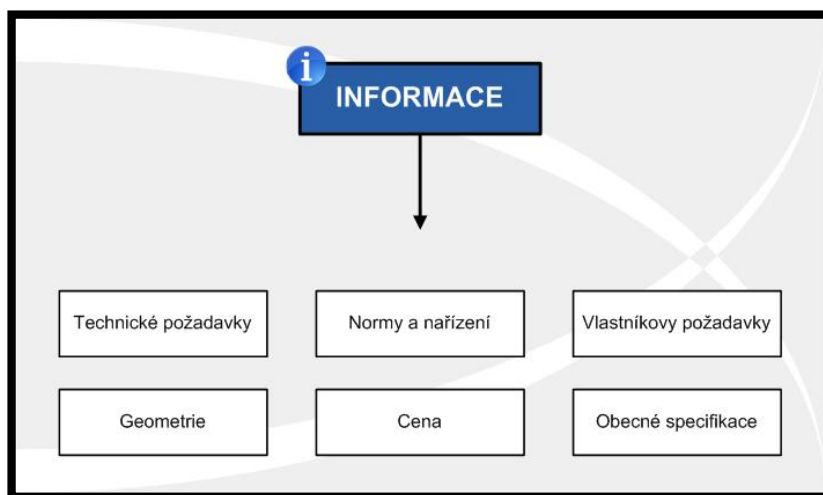 i
INFORMACE
Technické požadavky
Normy a nařízení
Vlastníkovy požadavky
Geometrie
Cena
Obecné specifikace